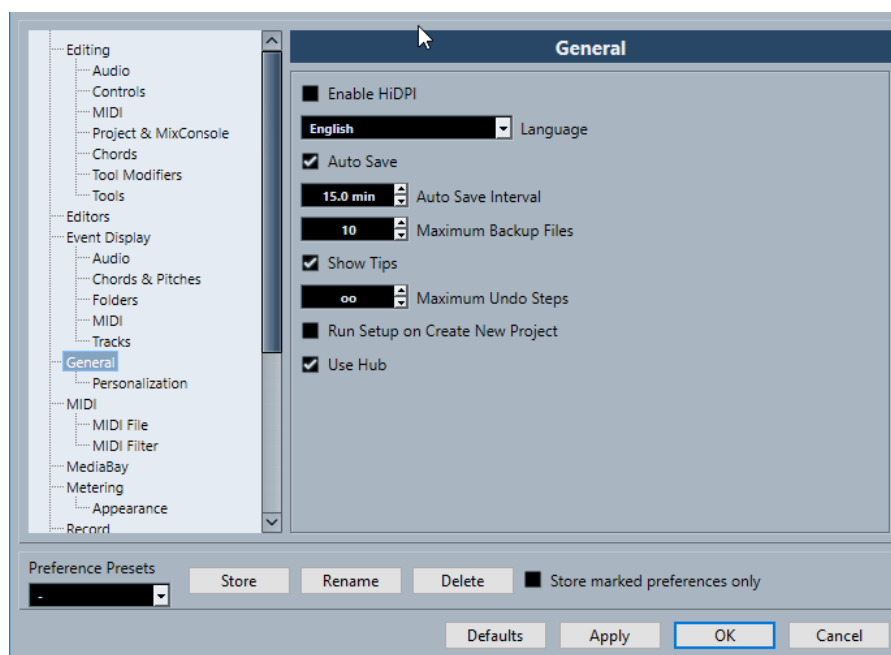 Editing
Audio
Controls
MIDI
Project & MixConsole
Chords
Tool Modifiers
Tools
Editors
Event Display
Audio
Chords & Pitches
Folders
MIDI
Tracks
General
Personalization
MIDI
MIDI File
MIDI Filter
MediaBay
Metering
Appearance
Record
General
Enable HiDPI
English Language
Auto Save
15.0 min Auto Save Interval
10 Maximum Backup Files
Show Tips
oo Maximum Undo Steps
Run Setup on Create New Project
Use Hub
Preference Presets
-
Store Rename Delete Store marked preferences only
Defaults Apply OK Cancel